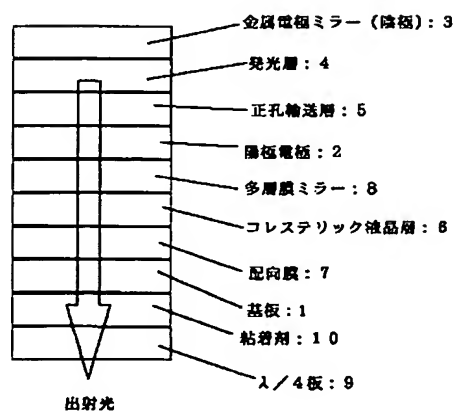 金属電極ミラー（陰極）：3
発光層：4
正孔輸送層：5
陽極電極：2
多層膜ミラー：8
コレステリック液晶層：6
配向膜：7
基板：1
粘着剤：10
λ／4板：9
出射光